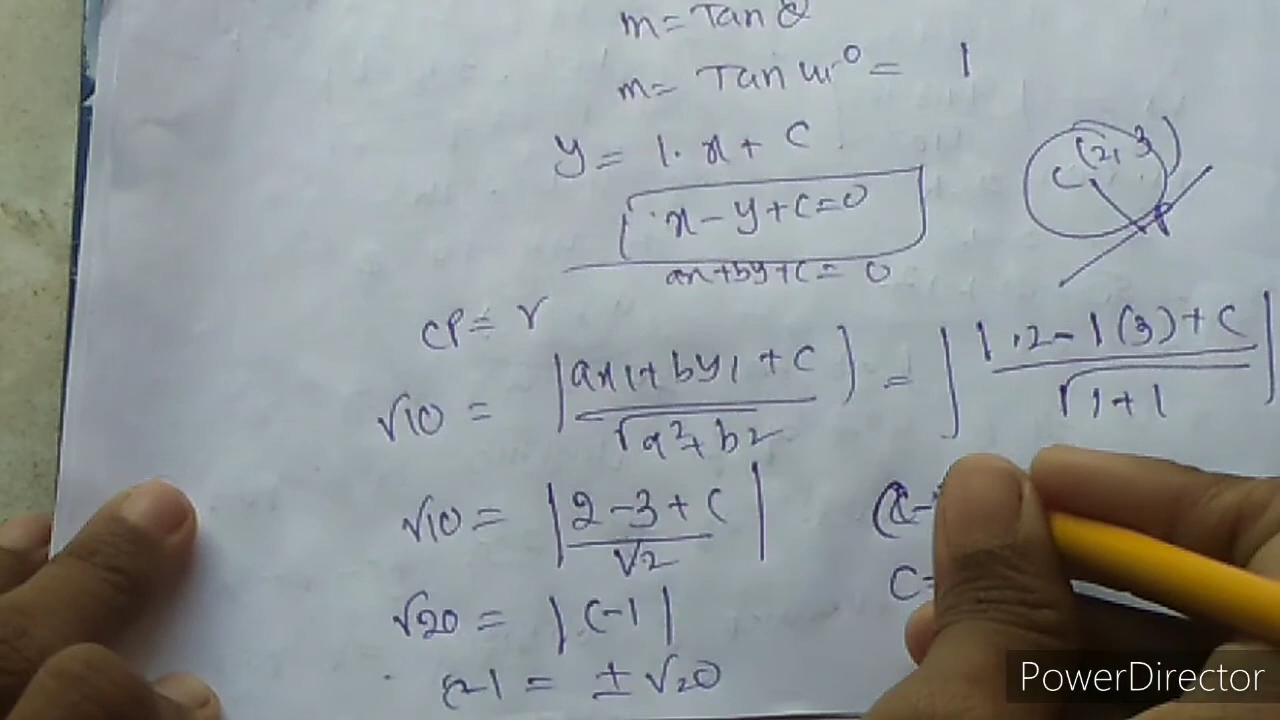 m = Tan θ
m = Tan 45° = 1
y = 1. x + c
x - y + c = 0
ax + by + c = 0
C (2, 3)
P
CP = r
√10 = |ax₁ + by₁ + c / √a² + b²| = |1.2 - 1(3) + c / √1 + 1|
√10 = |2 - 3 + c / √2|
√20 = |c - 1|
c - 1 = ± √20
(c -
c =
PowerDirector